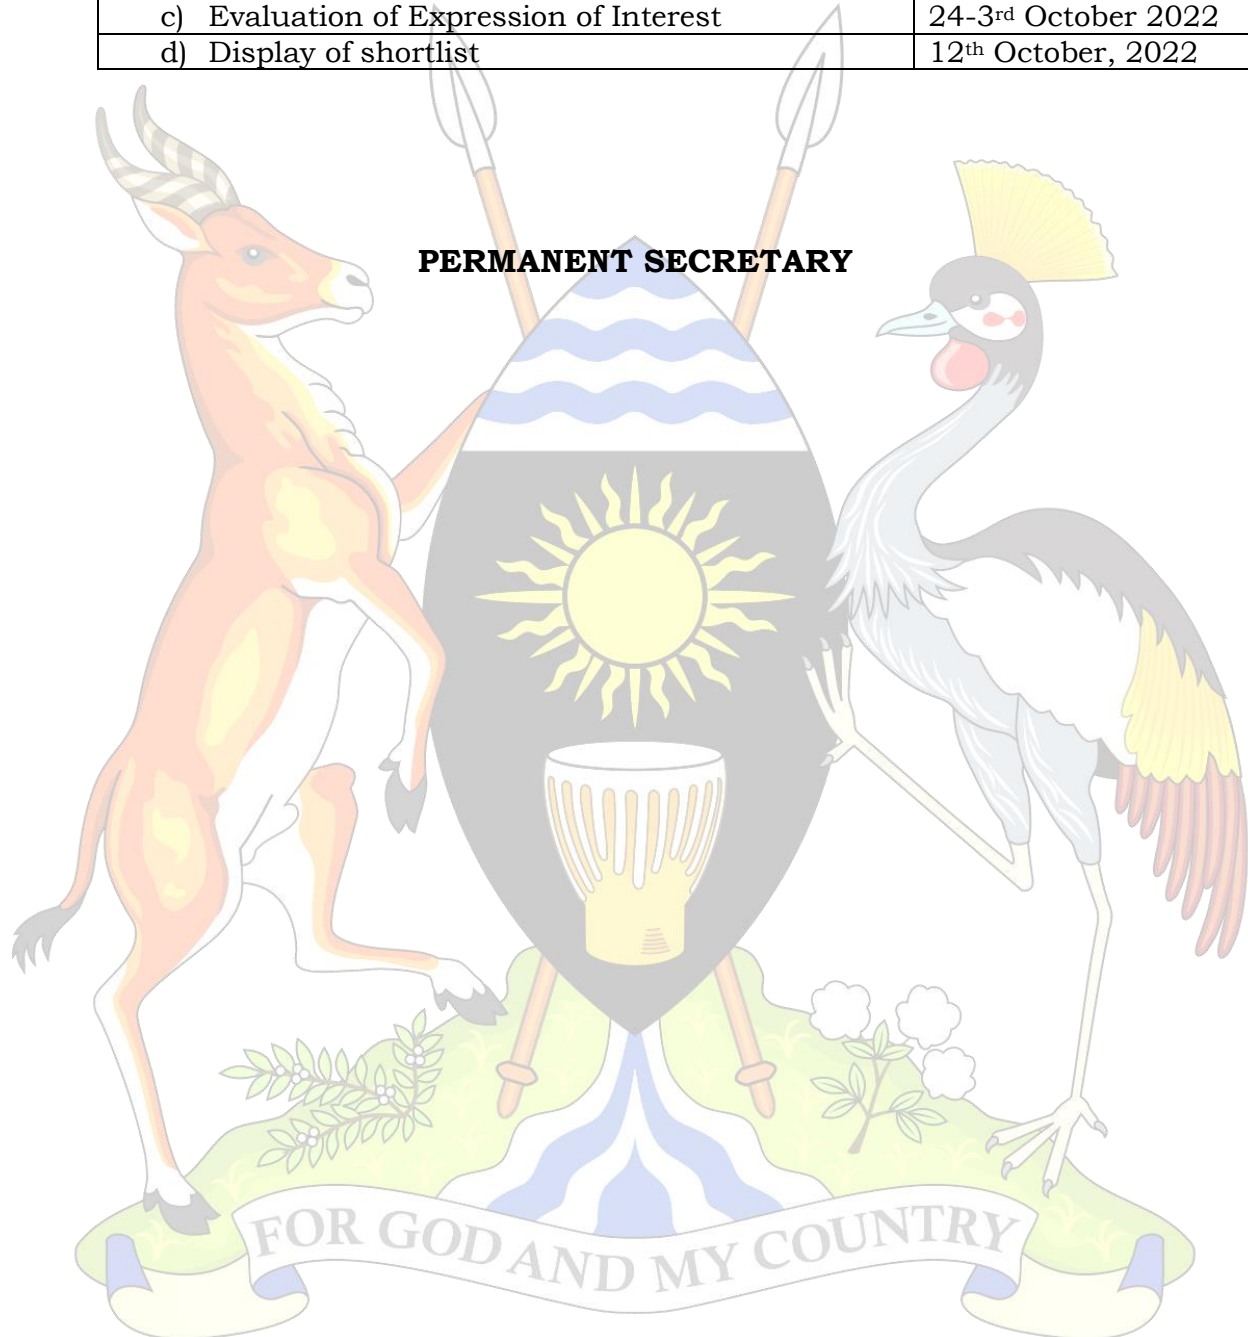 c) Evaluation of Expression of Interest 24-3rd October 2022
d) Display of shortlist 12th October, 2022
PERMANENT SECRETARY
FOR GOD AND MY COUNTRY